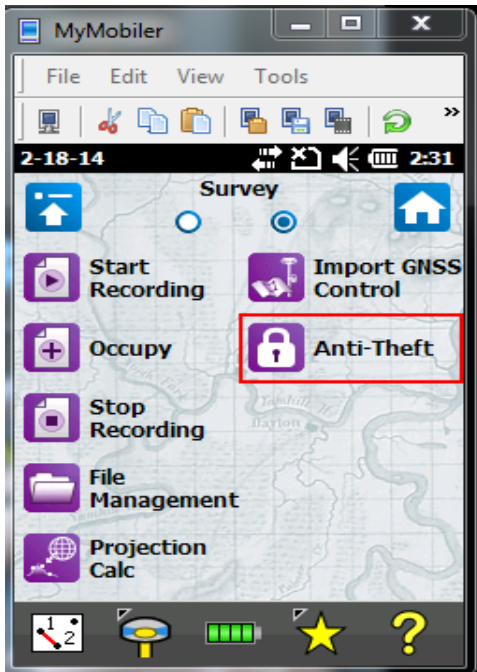 MyMobiler
File Edit View Tools
»
2-18-14 2:31
Survey
Start
Recording
Import GNSS
Control
Occupy
Anti-Theft
Stop
Recording
File
Management
Projection
Calc
1 2
?